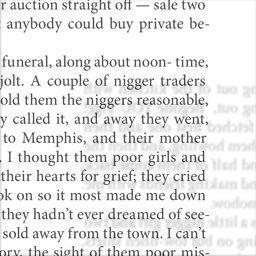 r auction straight off — sale two
anybody could buy private be-
funeral, along about noon- time,
jolt. A couple of nigger traders
old them the niggers reasonable,
y called it, and away they went,
to Memphis, and their mother
. I thought them poor girls and
their hearts for grief; they cried
ok on so it most made me down
they hadn't ever dreamed of see-
sold away from the town. I can't
ory, the sight of them poor mis-